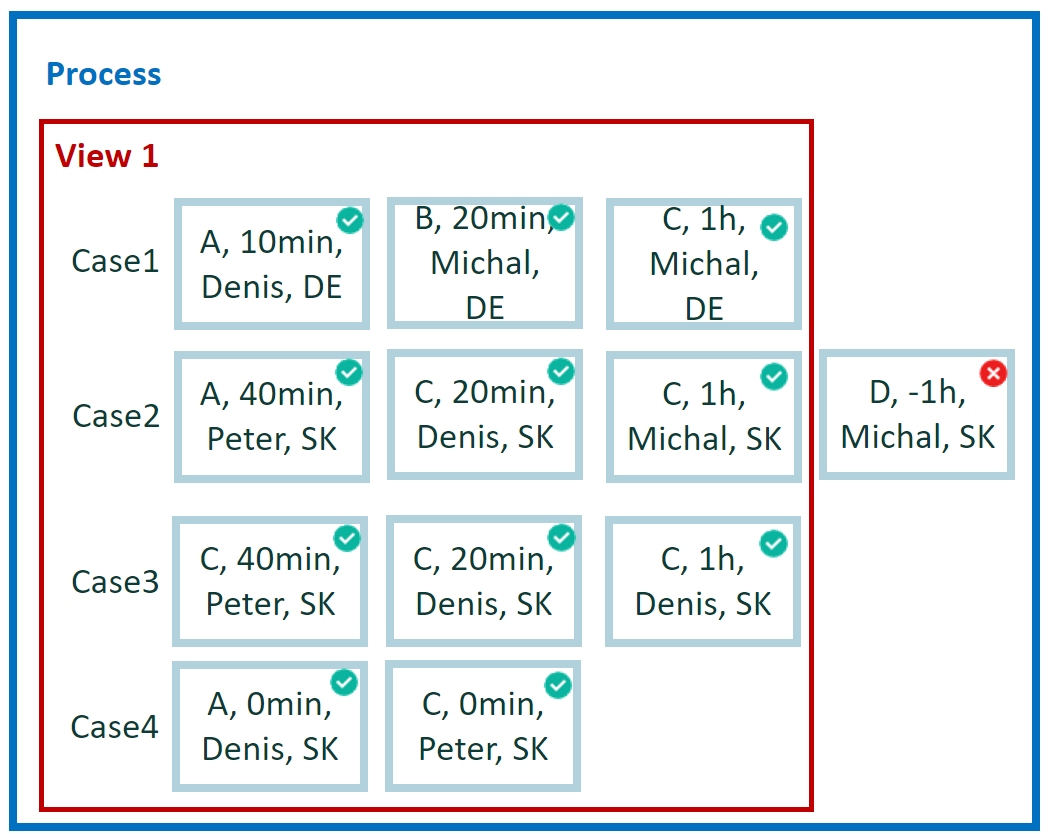 Process
View 1
Case1
A, 10min,
Denis, DE
B, 20min,
Michal,
DE
C, 1h,
Michal,
DE
Case2
A, 40min,
Peter, SK
C, 20min,
Denis, SK
C, 1h,
Michal, SK
D, -1h,
Michal, SK
Case3
C, 40min,
Peter, SK
C, 20min,
Denis, SK
C, 1h,
Denis, SK
Case4
A, 0min,
Denis, SK
C, 0min,
Peter, SK